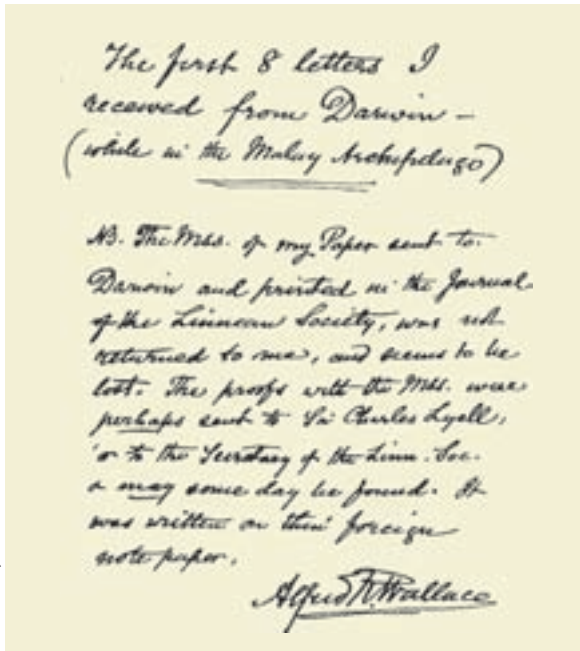 The first 8 letters I
received from Darwin —
(while in the Malay Archipelago)
NB. The Mss. of my Paper sent to
Darwin and printed in the Journal
of the Linnean Society, was not
returned to me, and seems to be
lost. The proofs with the Mss. were
perhaps sent to Sir Charles Lyell,
or to the Secretary of the Linn. Soc.
& may some day be found. It
was written on thin foreign
note paper.
Alfred R. Wallace